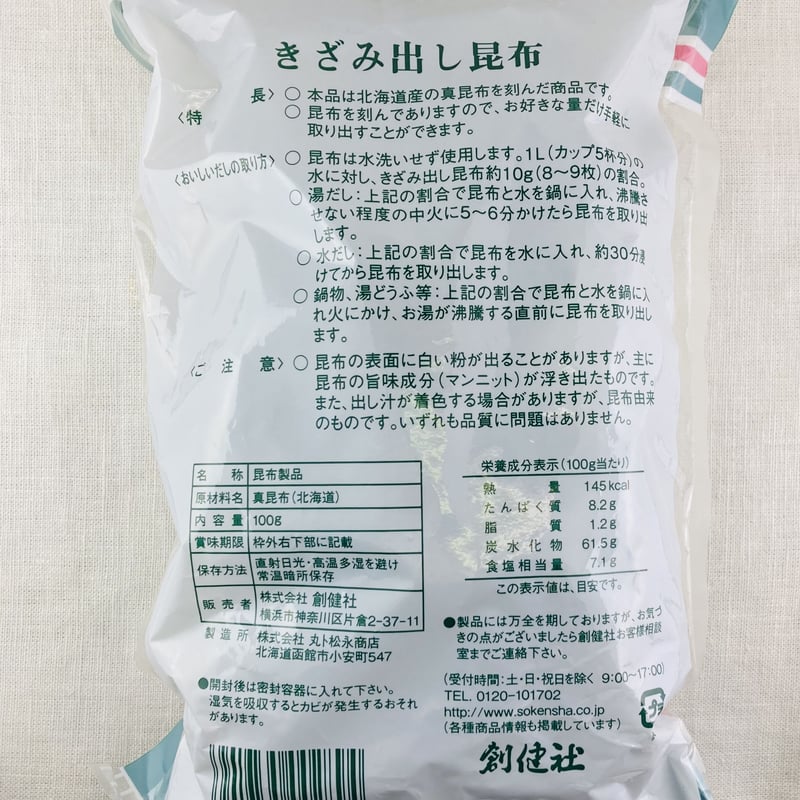 きざみ出し昆布
〈特　長〉 ○ 本品は北海道産の真昆布を刻んだ商品です。
○ 昆布を刻んでありますので、お好きな量だけ手軽に
取り出すことができます。
〈おいしいだしの取り方〉 ○ 昆布は水洗いせず使用します。1L(カップ5杯分)の
水に対し、きざみ出し昆布約10g(8〜9枚)の割合。
○ 湯だし：上記の割合で昆布と水を鍋に入れ、沸騰さ
せない程度の中火に5〜6分かけたら昆布を取り出
します。
○ 水だし：上記の割合で昆布を水に入れ、約30分浸
けてから昆布を取り出します。
○ 鍋物、湯どうふ等：上記の割合で昆布と水を鍋に入
れ火にかけ、お湯が沸騰する直前に昆布を取り出し
ます。
〈ご注意〉 ○ 昆布の表面に白い粉が出ることがありますが、主に
昆布の旨味成分(マンニット)が浮き出たものです。
また、出し汁が着色する場合がありますが、昆布由来
のものです。いずれも品質に問題はありません。
名称 昆布製品
原材料名 真昆布(北海道)
内容量 100g
賞味期限 枠外右下部に記載
保存方法 直射日光・高温多湿を避け
常温暗所保存
販売者 株式会社 創健社
横浜市神奈川区片倉2-37-11
製造所 株式会社 丸ト松永商店
北海道函館市小安町547
●開封後は密封容器に入れて下さい。
湿気を吸収するとカビが発生するおそれ
があります。
栄養成分表示(100g当たり)
熱量 145kcal
たんぱく質 8.2g
脂質 1.2g
炭水化物 61.5g
食塩相当量 7.1g
この表示値は、目安です。
●製品には万全を期しておりますが、お気づ
きの点がございましたら創健社お客様相談
室までご連絡下さい。
(受付時間：土・日・祝日を除く 9:00〜17:00)
TEL. 0120-101702
http://www.sokensha.co.jp
(各種商品情報も掲載しています)
創健社